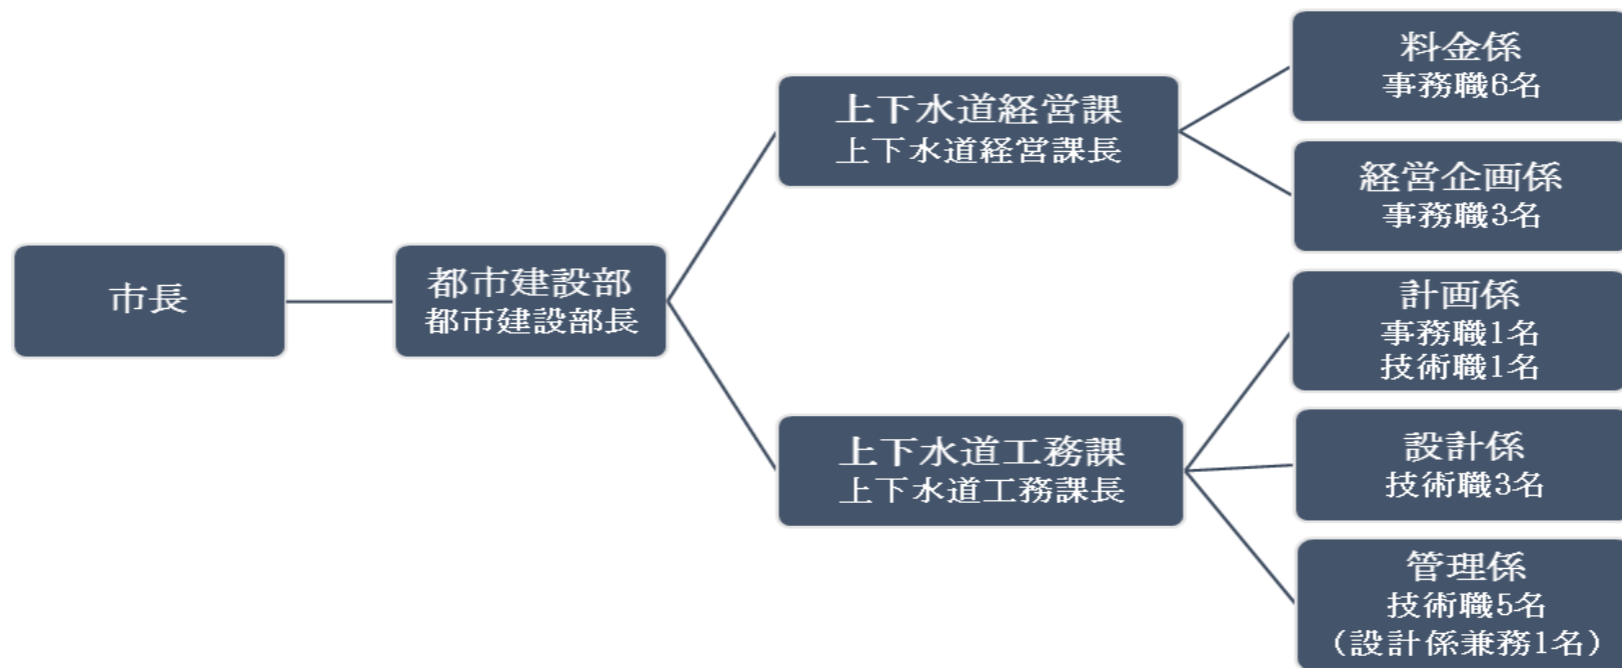 市長
都市建設部
都市建設部長
上下水道経営課
上下水道経営課長
料金係
事務職6名
経営企画係
事務職3名
上下水道工務課
上下水道工務課長
計画係
事務職1名
技術職1名
設計係
技術職3名
管理係
技術職5名
（設計係兼務1名）